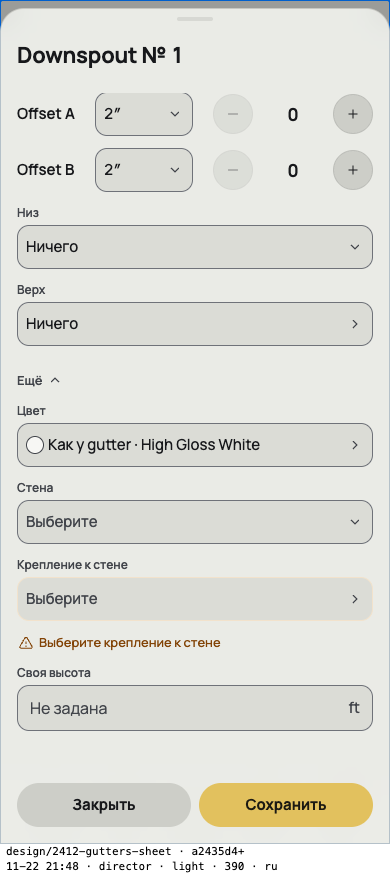 Downspout № 1
Offset A 2″ − 0 +
Offset B 2″ − 0 +
Низ
Ничего
Верх
Ничего
Ещё
Цвет
Как у gutter · High Gloss White
Стена
Выберите
Крепление к стене
Выберите
Выберите крепление к стене
Своя высота
Не задана ft
Закрыть Сохранить
design/2412-gutters-sheet · a2435d4+
11-22 21:48 · director · light · 390 · ru